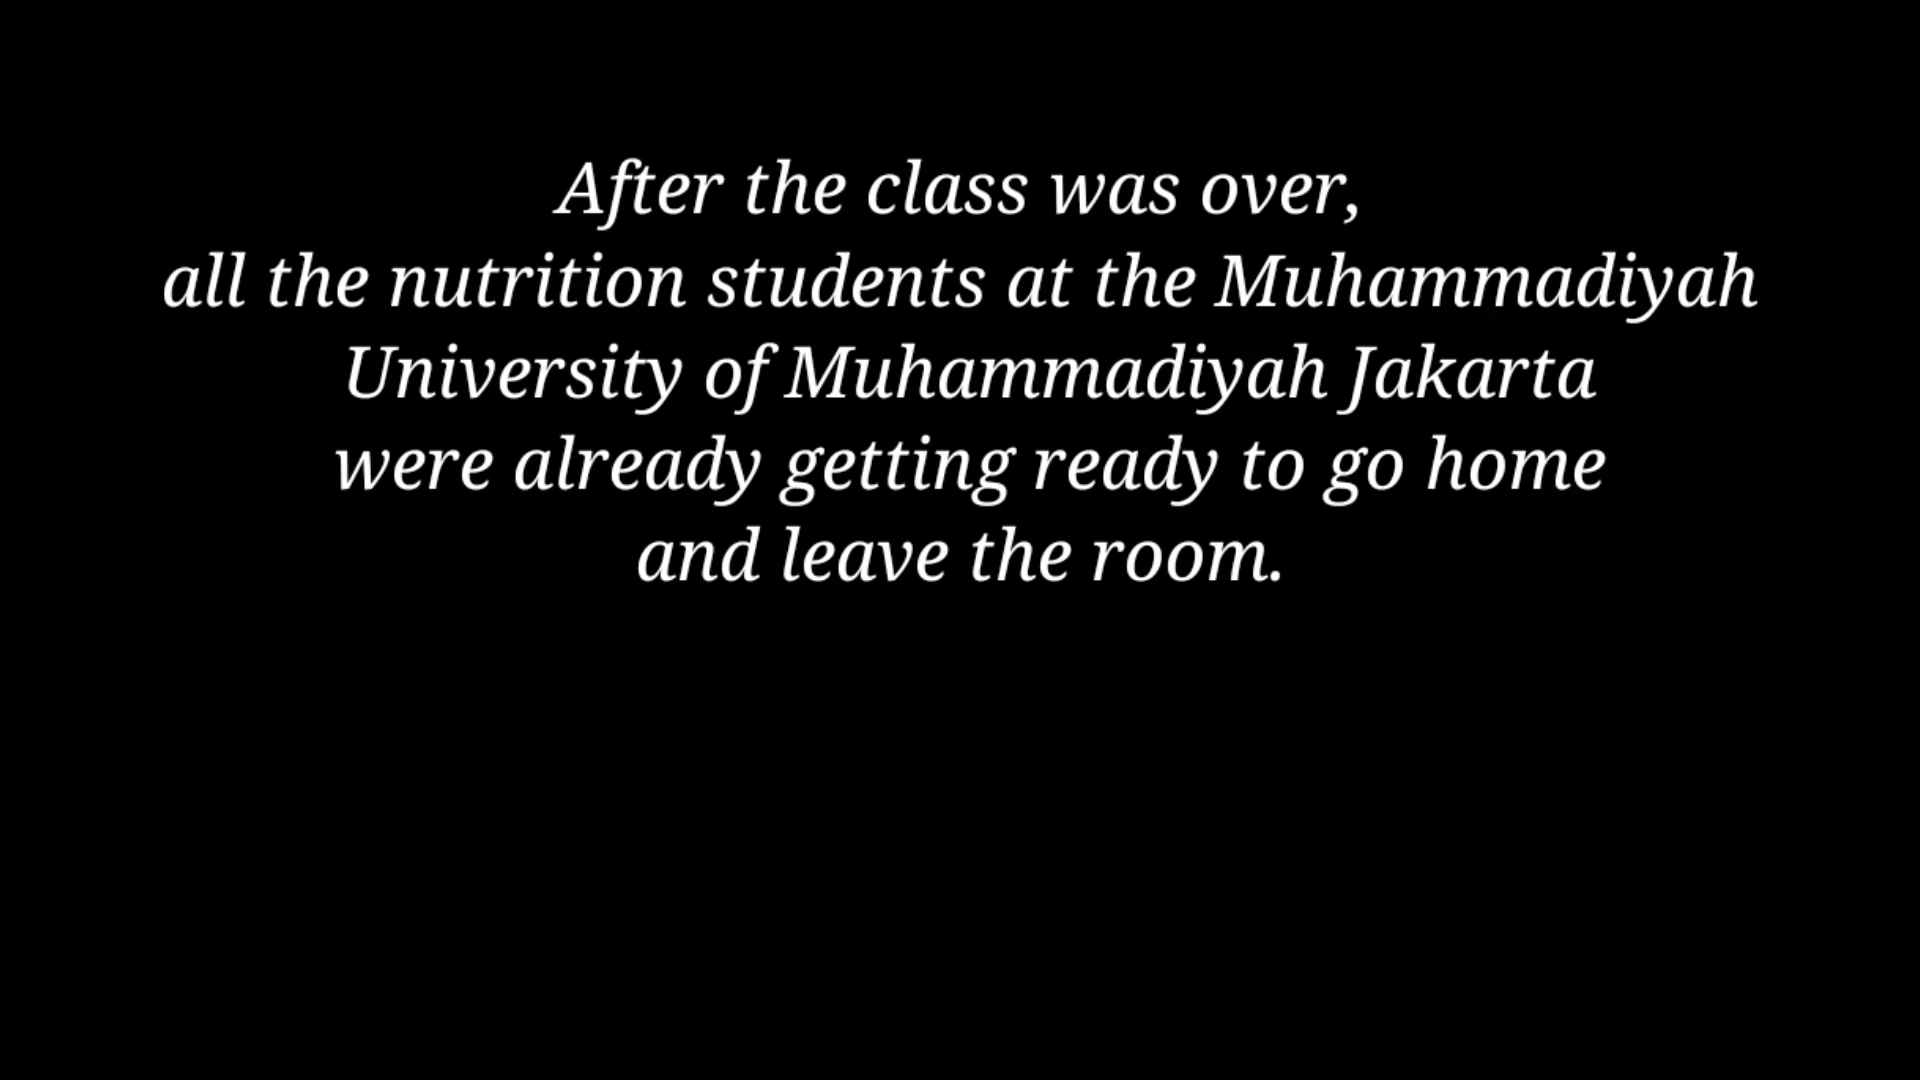 After the class was over,
all the nutrition students at the Muhammadiyah
University of Muhammadiyah Jakarta
were already getting ready to go home
and leave the room.